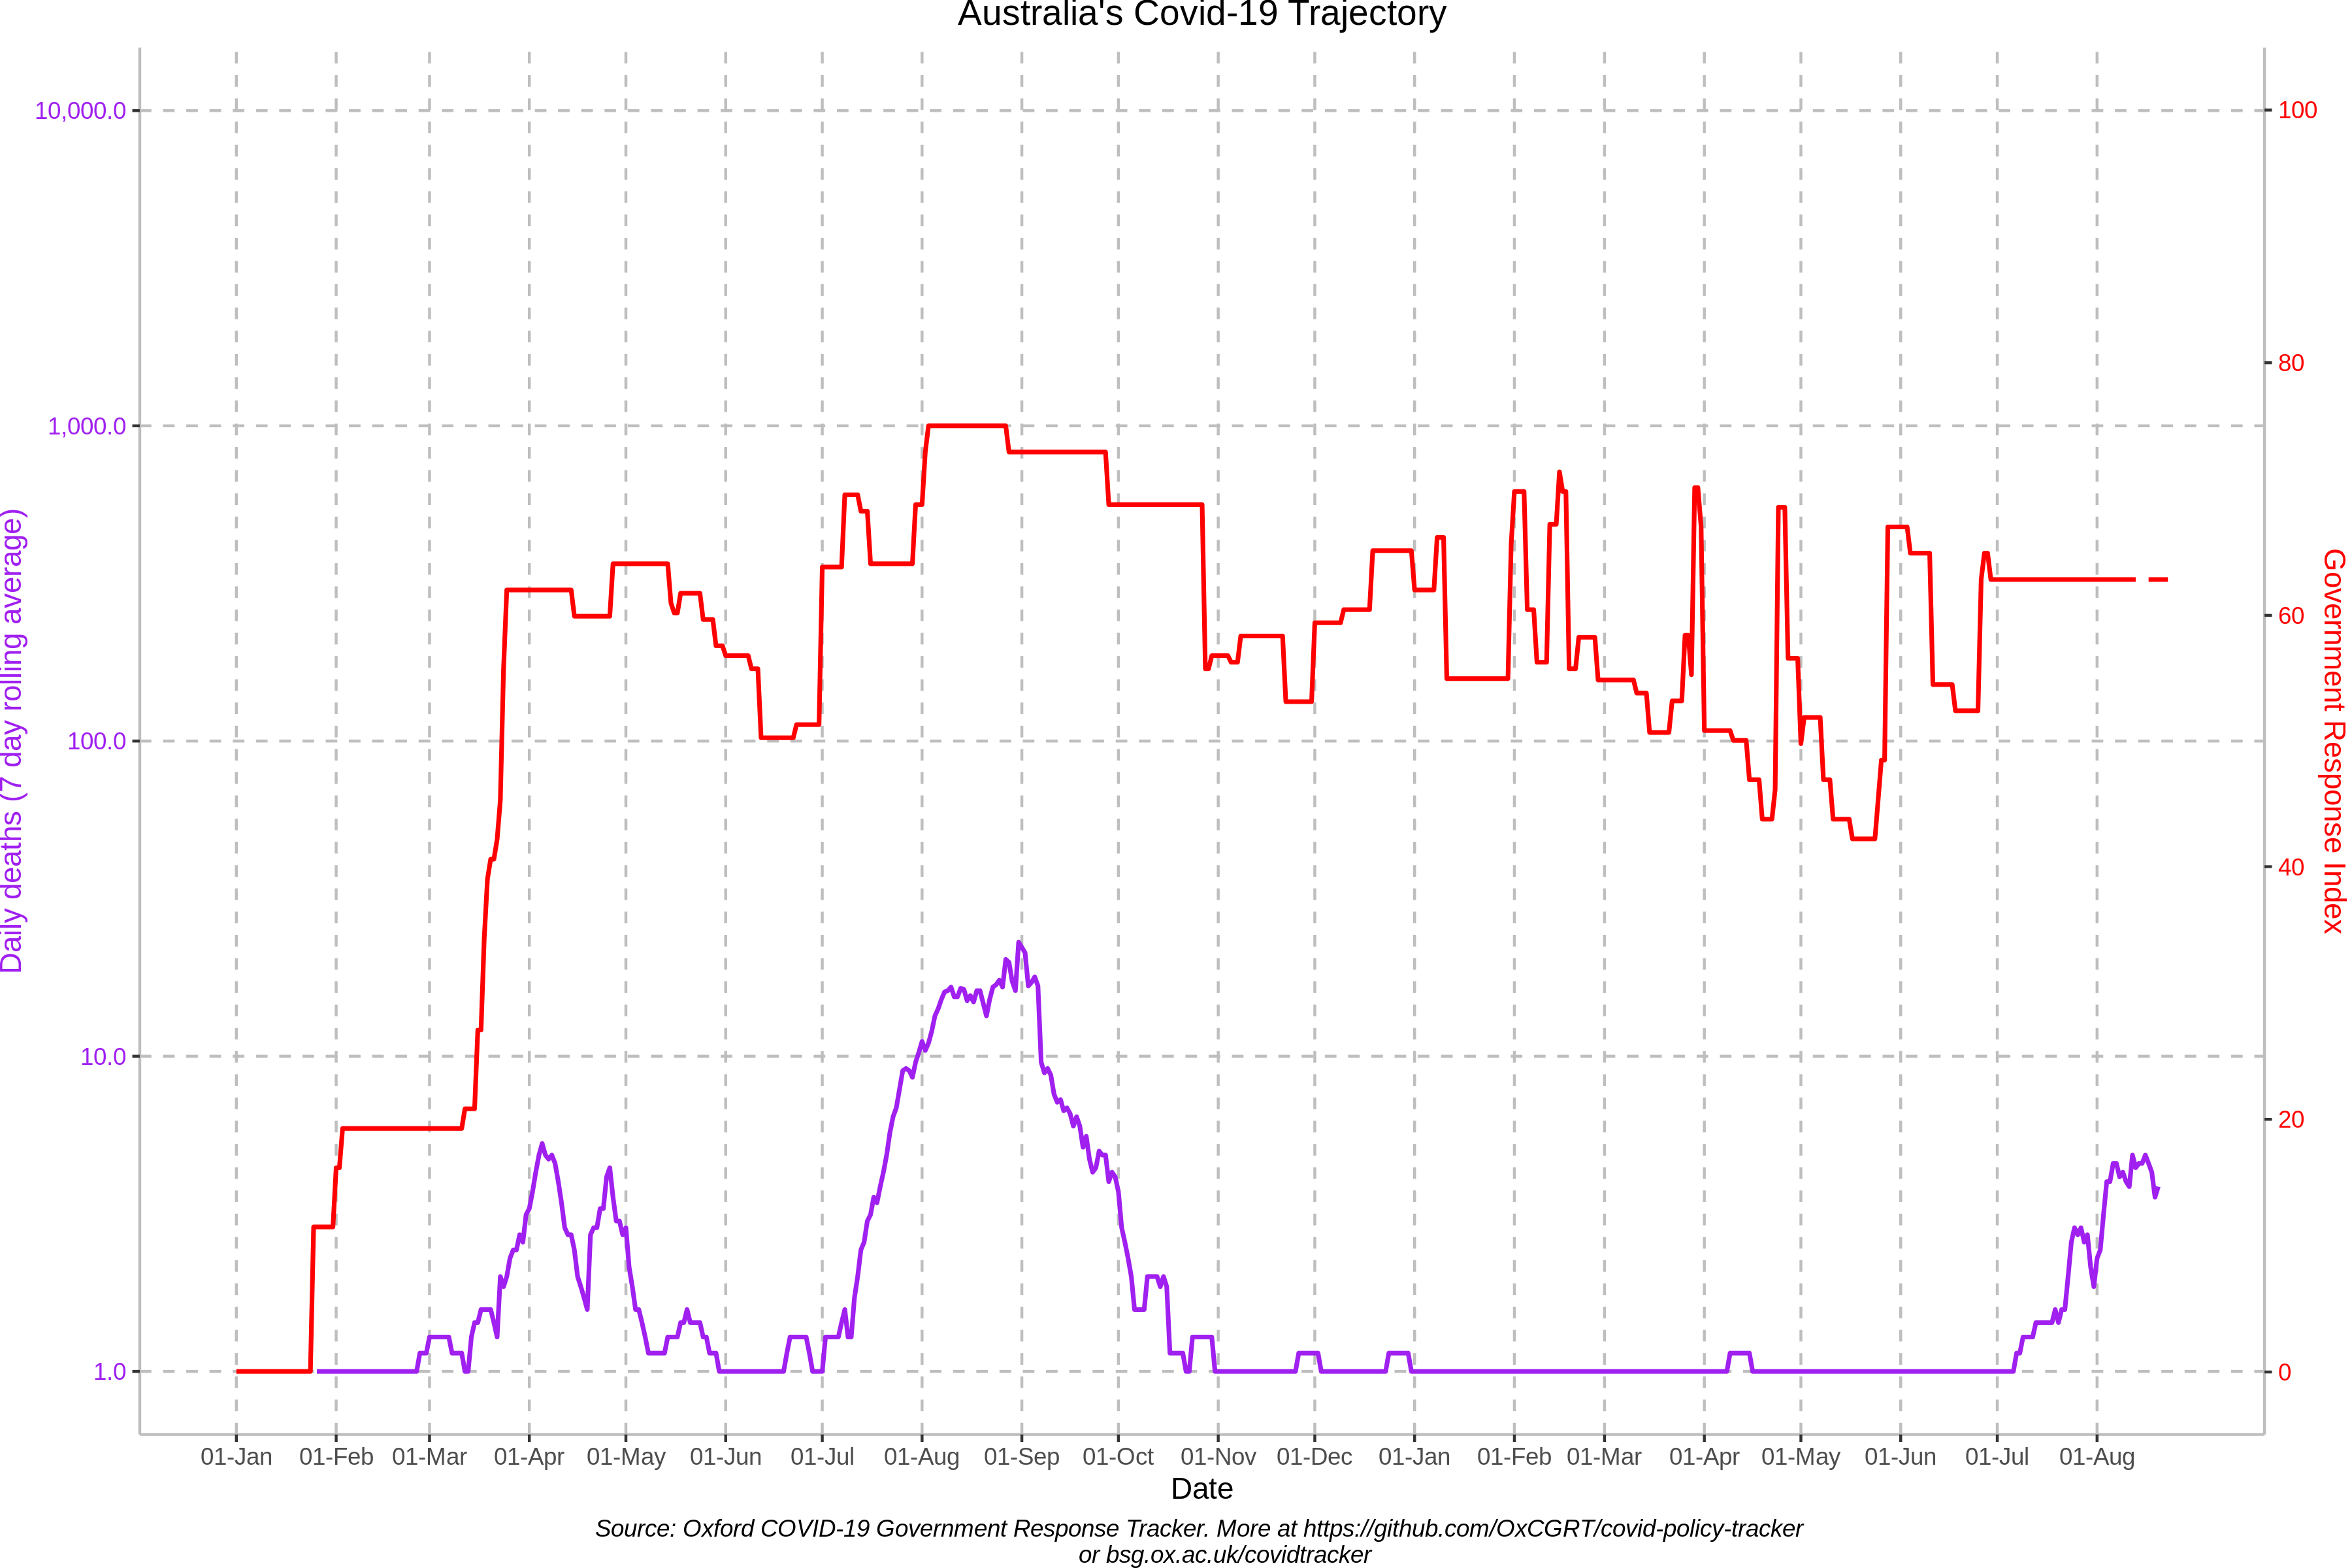 Australia's Covid-19 Trajectory
10,000.0
1,000.0
100.0
10.0
1.0
Daily deaths (7 day rolling average)
100
80
60
40
20
0
Government Response Index
01-Jan 01-Feb 01-Mar 01-Apr 01-May 01-Jun 01-Jul 01-Aug 01-Sep 01-Oct 01-Nov 01-Dec 01-Jan 01-Feb 01-Mar 01-Apr 01-May 01-Jun 01-Jul 01-Aug
Date
Source: Oxford COVID-19 Government Response Tracker. More at https://github.com/OxCGRT/covid-policy-tracker
or bsg.ox.ac.uk/covidtracker